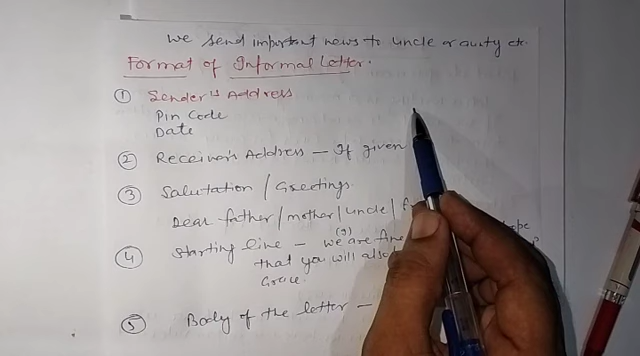 We send important news to uncle or aunty etc.
Format of Informal Letter.
① Sender's Address
Pin Code
Date
② Receiver's Address — If given
③ Salutation / Greetings
Dear father / mother / uncle /
④ Starting line — we are fine hope
(I)
that you will also
Grace.
⑤ Body of the letter —